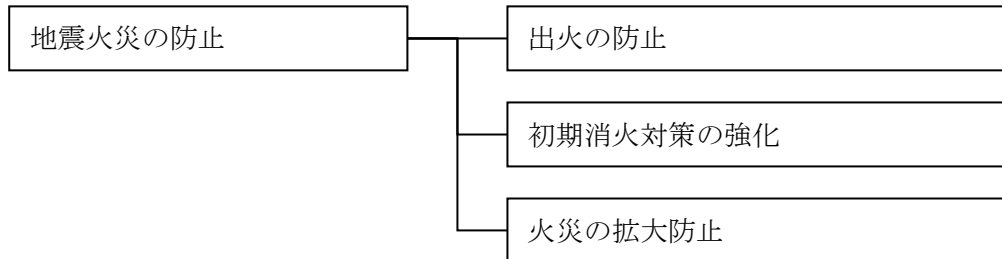 地震火災の防止
出火の防止
初期消火対策の強化
火災の拡大防止